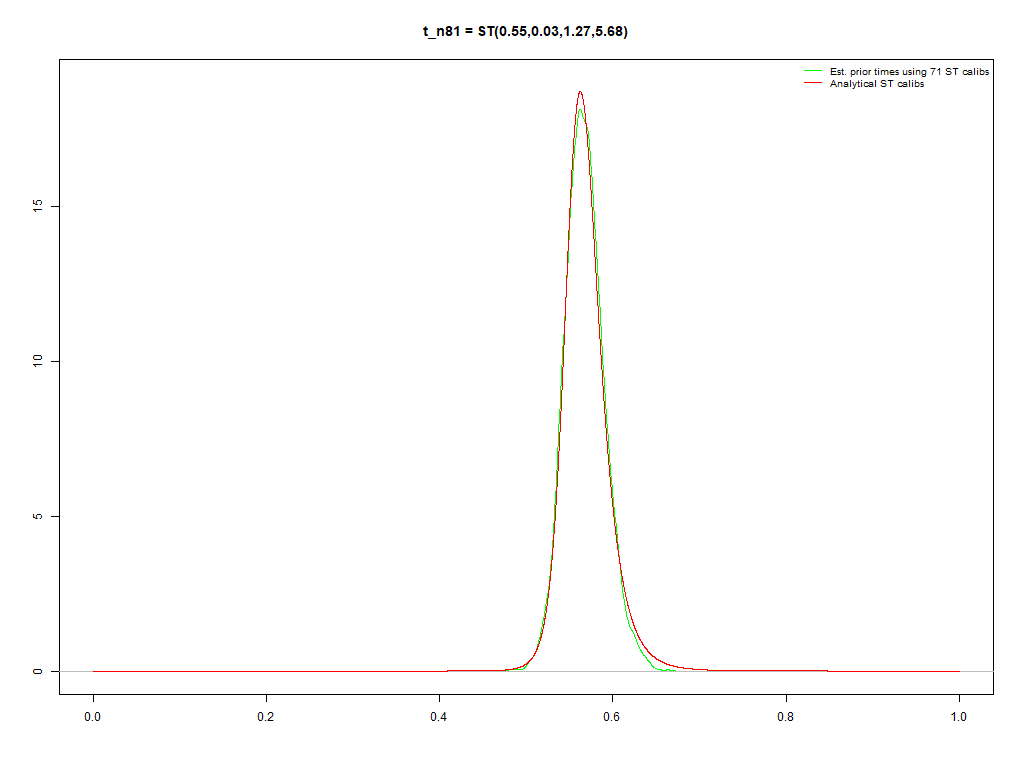 t_n81 = ST(0.55,0.03,1.27,5.68)
Est. prior times using 71 ST calibs
Analytical ST calibs
15
10
5
0
0.0 0.2 0.4 0.6 0.8 1.0